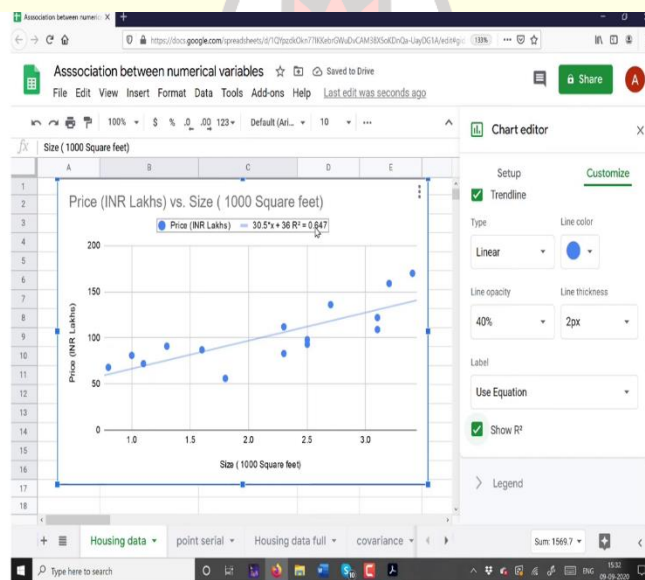 Asssociation between numeric X +
https://docs.google.com/spreadsheets/d/ 133%
Asssociation between numerical variables Saved to Drive
File Edit View Insert Format Data Tools Add-ons Help Last edit was seconds ago
Share A
100% $ % .0 .00 123 Default (Ari... 10 ...
fx Size ( 1000 Square feet)
A B C D E
1
2
3
4
5
6
7
8
9
10
11
12
13
14
15
16
17
18
Price (INR Lakhs) vs. Size ( 1000 Square feet)
Price (INR Lakhs) 30.5*x + 36 R² = 0.647
200
150
100
50
0
Price (INR Lakhs)
1.0 1.5 2.0 2.5 3.0
Size ( 1000 Square feet)
Chart editor X
Setup Customize
Trendline
Type Line color
Linear
Line opacity Line thickness
40% 2px
Label
Use Equation
Show R²
Legend
+ Housing data point serial Housing data full covariance
Sum: 1569.7
Type here to search
ENG 15:32
09-09-2020